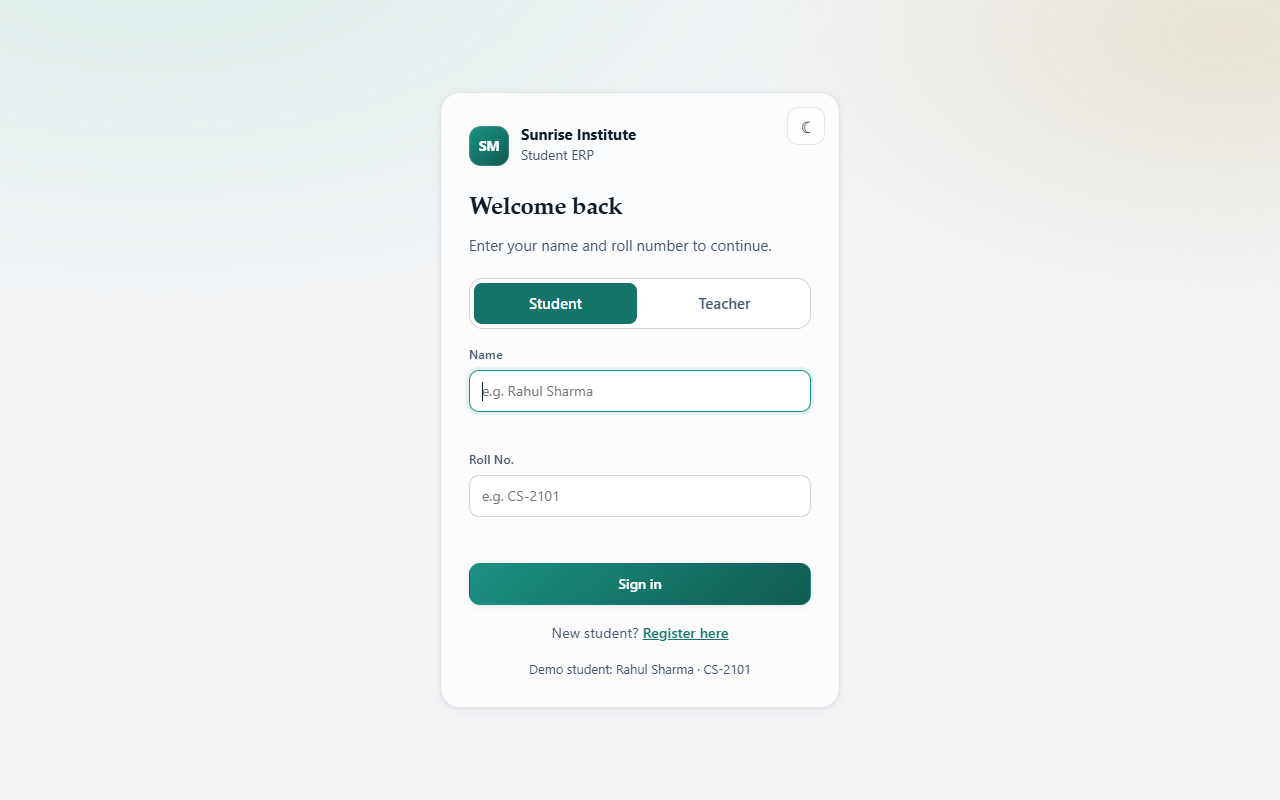 SM
Sunrise Institute
Student ERP
Welcome back
Enter your name and roll number to continue.
Student
Teacher
Name
e.g. Rahul Sharma
Roll No.
e.g. CS-2101
Sign in
New student? Register here
Demo student: Rahul Sharma · CS-2101